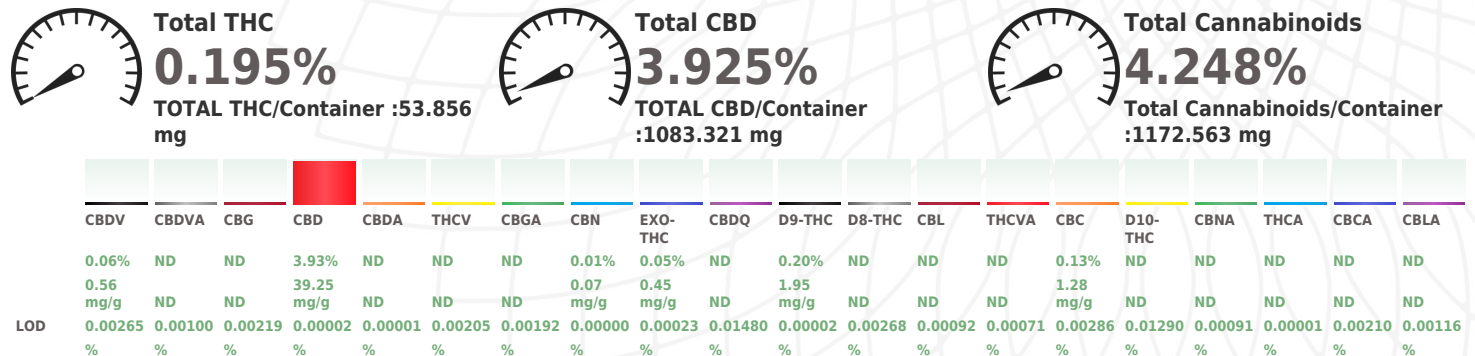 Total THC
0.195%
TOTAL THC/Container :53.856
mg
Total CBD
3.925%
TOTAL CBD/Container
:1083.321 mg
Total Cannabinoids
4.248%
Total Cannabinoids/Container
:1172.563 mg
CBDV CBDVA CBG CBD CBDA THCV CBGA CBN EXO- CBDQ D9-THC D8-THC CBL THCVA CBC D10- CBNA THCA CBCA CBLA
THC THC
0.06% ND ND 3.93% ND ND ND 0.01% 0.05% ND 0.20% ND ND ND 0.13% ND ND ND ND ND
0.56 39.25 0.07 0.45 1.95 1.28
mg/g ND ND mg/g ND ND ND mg/g mg/g ND mg/g ND ND ND mg/g ND ND ND ND ND
LOD 0.00265 0.00100 0.00219 0.00002 0.00001 0.00205 0.00192 0.00000 0.00023 0.01480 0.00002 0.00268 0.00092 0.00071 0.00286 0.01290 0.00091 0.00001 0.00210 0.00116
% % % % % % % % % % % % % % % % % % % %